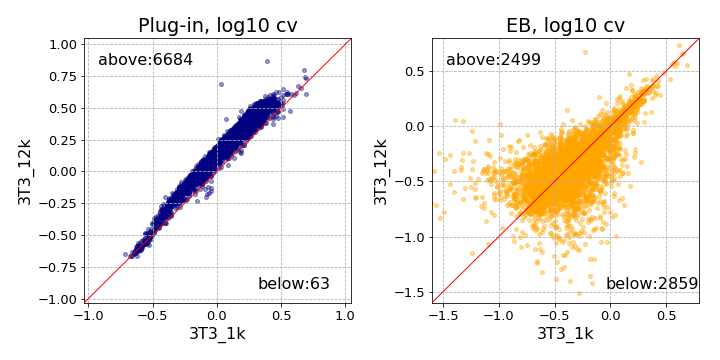 Plug-in, log10 cv
above:6684
1.00
0.75
0.50
0.25
0.00
−0.25
−0.50
−0.75
−1.00
3T3_12k
below:63
−1.0
−0.5
0.0
0.5
1.0
3T3_1k
EB, log10 cv
above:2499
0.5
0.0
−0.5
−1.0
−1.5
3T3_12k
below:2859
−1.5
−1.0
−0.5
0.0
0.5
3T3_1k